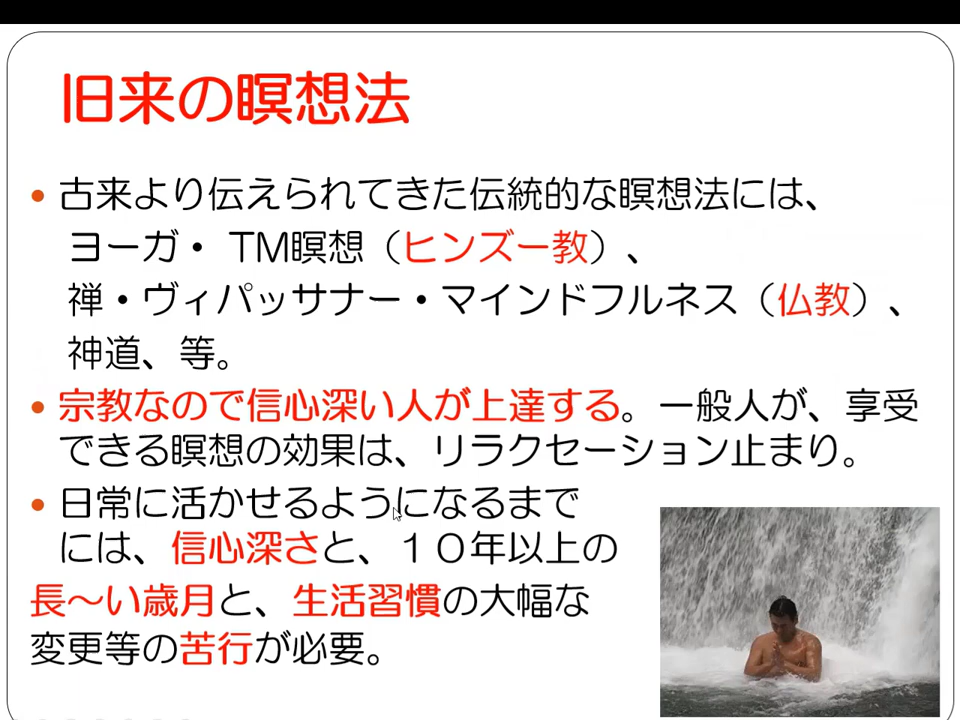 旧来の瞑想法
• 古来より伝えられてきた伝統的な瞑想法には、
ヨーガ・ TM瞑想（ヒンズー教）、
禅・ヴィパッサナー・マインドフルネス（仏教）、
神道、等。
• 宗教なので信心深い人が上達する。一般人が、享受
できる瞑想の効果は、リラクセーション止まり。
• 日常に活かせるようになるまで
には、信心深さと、１０年以上の
長～い歳月と、生活習慣の大幅な
変更等の苦行が必要。